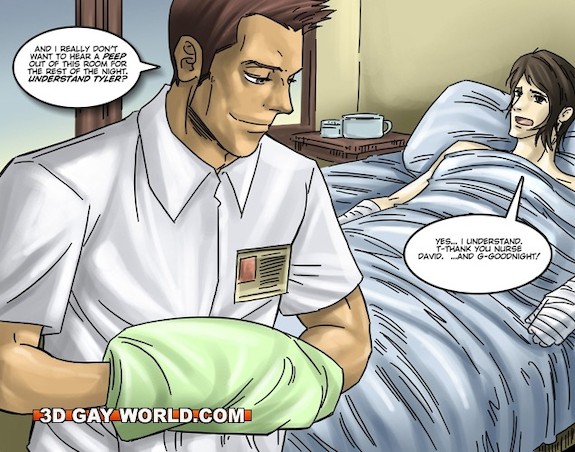 AND I REALLY DON'T
WANT TO HEAR A PEEP
OUT OF THIS ROOM FOR
THE REST OF THE NIGHT.
UNDERSTAND TYLER?
YES... I UNDERSTAND.
T-THANK YOU NURSE
DAVID. ...AND G-GOODNIGHT!
3D GAY WORLD.COM